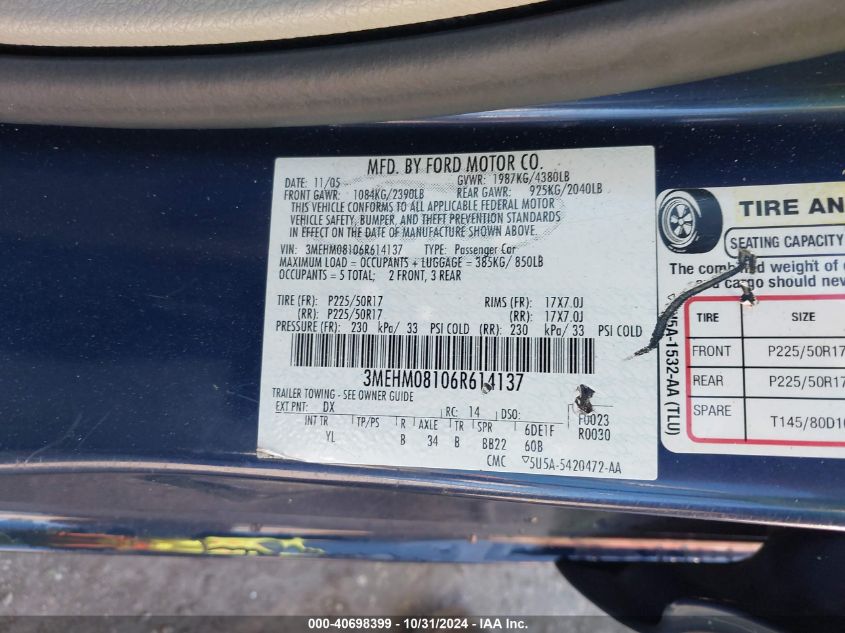 MFD. BY FORD MOTOR CO.
DATE: 11/05 GVWR: 1987KG/4380LB
FRONT GAWR: 1084KG/2390LB REAR GAWR: 925KG/2040LB
THIS VEHICLE CONFORMS TO ALL APPLICABLE FEDERAL MOTOR
VEHICLE SAFETY, BUMPER, AND THEFT PREVENTION STANDARDS
IN EFFECT ON THE DATE OF MANUFACTURE SHOWN ABOVE.
VIN: 3MEHM08106R614137 TYPE: Passenger Car
MAXIMUM LOAD = OCCUPANTS + LUGGAGE = 385KG/850LB
OCCUPANTS = 5 TOTAL; 2 FRONT, 3 REAR
TIRE (FR): P225/50R17 RIMS (FR): 17X7.0J
(RR): P225/50R17 (RR): 17X7.0J
PRESSURE (FR): 230 kPa/ 33 PSI COLD (RR): 230 kPa/ 33 PSI COLD
3MEHM08106R614137
TRAILER TOWING - SEE OWNER GUIDE
EXT PNT: DX RC: 14 DSO: F0023
INT TR TP/PS R AXLE TR SPR 6DE1F R0030
YL B 34 B BB22 60B
CMC ▽5U5A-5420472-AA
TIRE AN
SEATING CAPACITY
The combined weight of
and cargo should neve
TIRE SIZE
FRONT P225/50R17
REAR P225/50R17
SPARE T145/80D1
5A-1532-AA (TLU)
000-40698399 - 10/31/2024 - IAAI.com